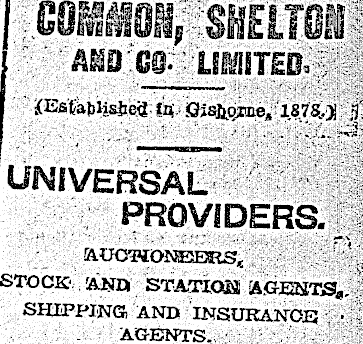 COMMON, SHELTON
AND CO. LIMITED.
(Established in Gisborne, 1878.)
UNIVERSAL
PROVIDERS.
AUCTIONEERS,
STOCK AND STATION AGENTS,
SHIPPING AND INSURANCE
AGENTS.